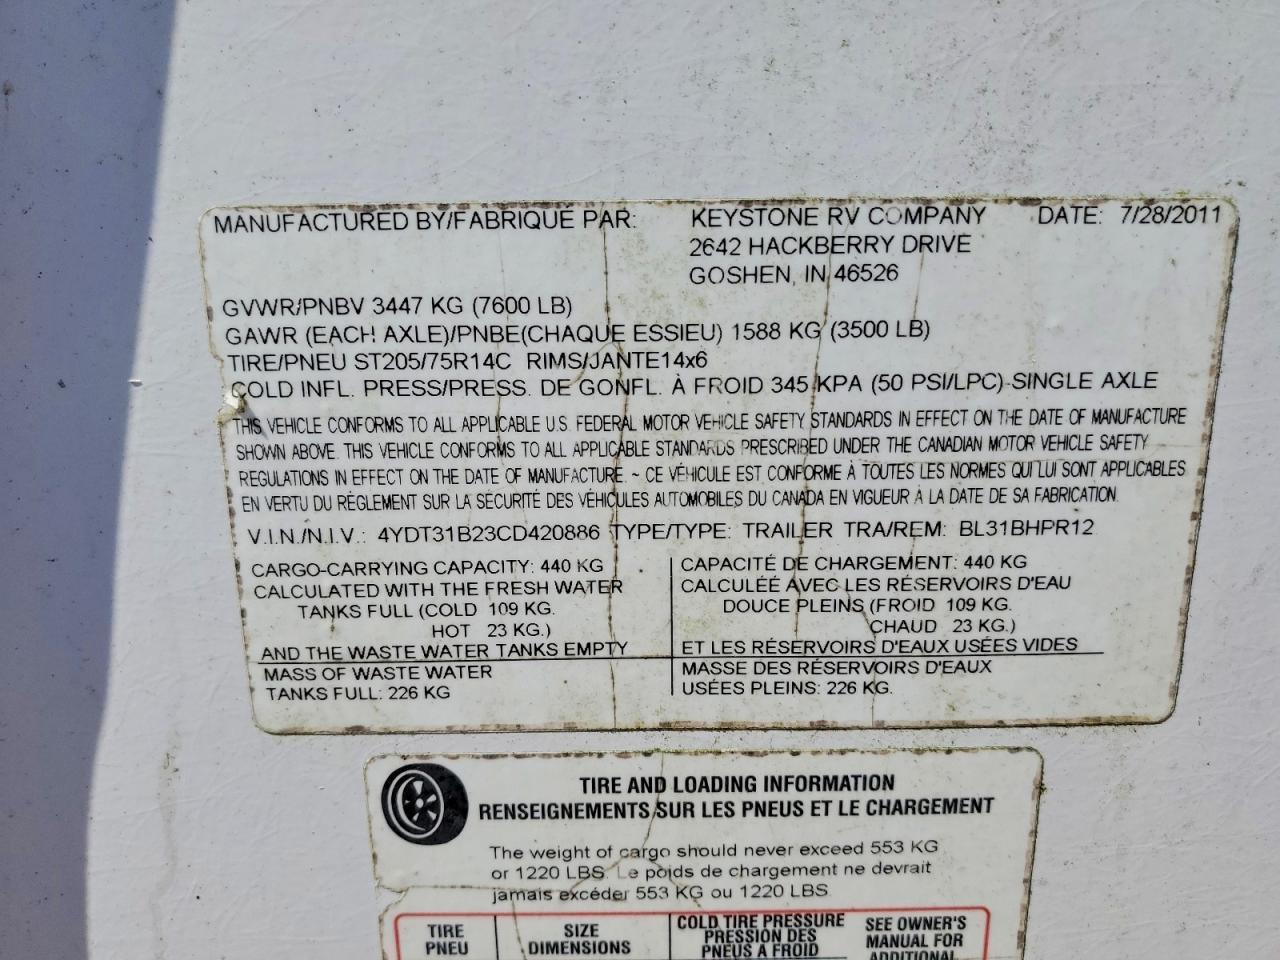 MANUFACTURED BY/FABRIQUÉ PAR: KEYSTONE RV COMPANY DATE: 7/28/2011
2642 HACKBERRY DRIVE
GOSHEN, IN 46526
GVWR/PNBV 3447 KG (7600 LB)
GAWR (EACH AXLE)/PNBE(CHAQUE ESSIEU) 1588 KG (3500 LB)
TIRE/PNEU ST205/75R14C RIMS/JANTE14x6
COLD INFL. PRESS/PRESS. DE GONFL. À FROID 345 KPA (50 PSI/LPC) SINGLE AXLE
THIS VEHICLE CONFORMS TO ALL APPLICABLE U.S. FEDERAL MOTOR VEHICLE SAFETY STANDARDS IN EFFECT ON THE DATE OF MANUFACTURE
SHOWN ABOVE. THIS VEHICLE CONFORMS TO ALL APPLICABLE STANDARDS PRESCRIBED UNDER THE CANADIAN MOTOR VEHICLE SAFETY
REGULATIONS IN EFFECT ON THE DATE OF MANUFACTURE. ~ CE VÉHICULE EST CONFORME À TOUTES LES NORMES QUI LUI SONT APPLICABLES
EN VERTU DU RÈGLEMENT SUR LA SÉCURITÉ DES VÉHICULES AUTOMOBILES DU CANADA EN VIGUEUR À LA DATE DE SA FABRICATION.
V.I.N./N.I.V.: 4YDT31B23CD420886 TYPE/TYPE: TRAILER TRA/REM: BL31BHPR12
CARGO-CARRYING CAPACITY: 440 KG
CALCULATED WITH THE FRESH WATER
TANKS FULL (COLD 109 KG.
HOT 23 KG.)
AND THE WASTE WATER TANKS EMPTY
MASS OF WASTE WATER
TANKS FULL: 226 KG
CAPACITÉ DE CHARGEMENT: 440 KG
CALCULÉE AVEC LES RÉSERVOIRS D'EAU
DOUCE PLEINS (FROID 109 KG.
CHAUD 23 KG.)
ET LES RÉSERVOIRS D'EAUX USÉES VIDES
MASSE DES RÉSERVOIRS D'EAUX
USÉES PLEINS: 226 KG.
TIRE AND LOADING INFORMATION
RENSEIGNEMENTS SUR LES PNEUS ET LE CHARGEMENT
The weight of cargo should never exceed 553 KG
or 1220 LBS. Le poids de chargement ne devrait
jamais excéder 553 KG ou 1220 LBS
TIRE
PNEU
SIZE
DIMENSIONS
COLD TIRE PRESSURE
PRESSION DES
PNEUS A FROID
SEE OWNER'S
MANUAL FOR
ADDITIONAL